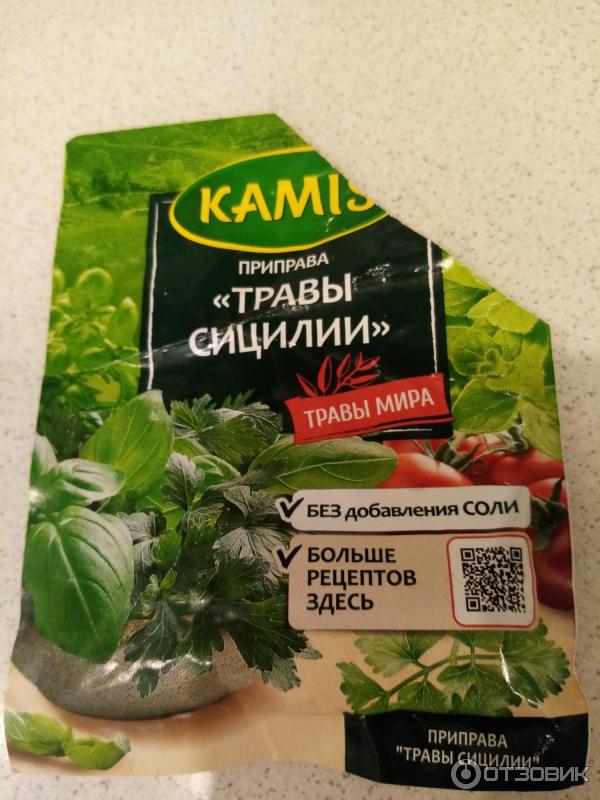 KAMIS
ПРИПРАВА
«ТРАВЫ
СИЦИЛИИ»
ТРАВЫ МИРА
БЕЗ добавления СОЛИ
БОЛЬШЕ
РЕЦЕПТОВ
ЗДЕСЬ
ПРИПРАВА
"ТРАВЫ СИЦИЛИИ"
ОТЗОВИК